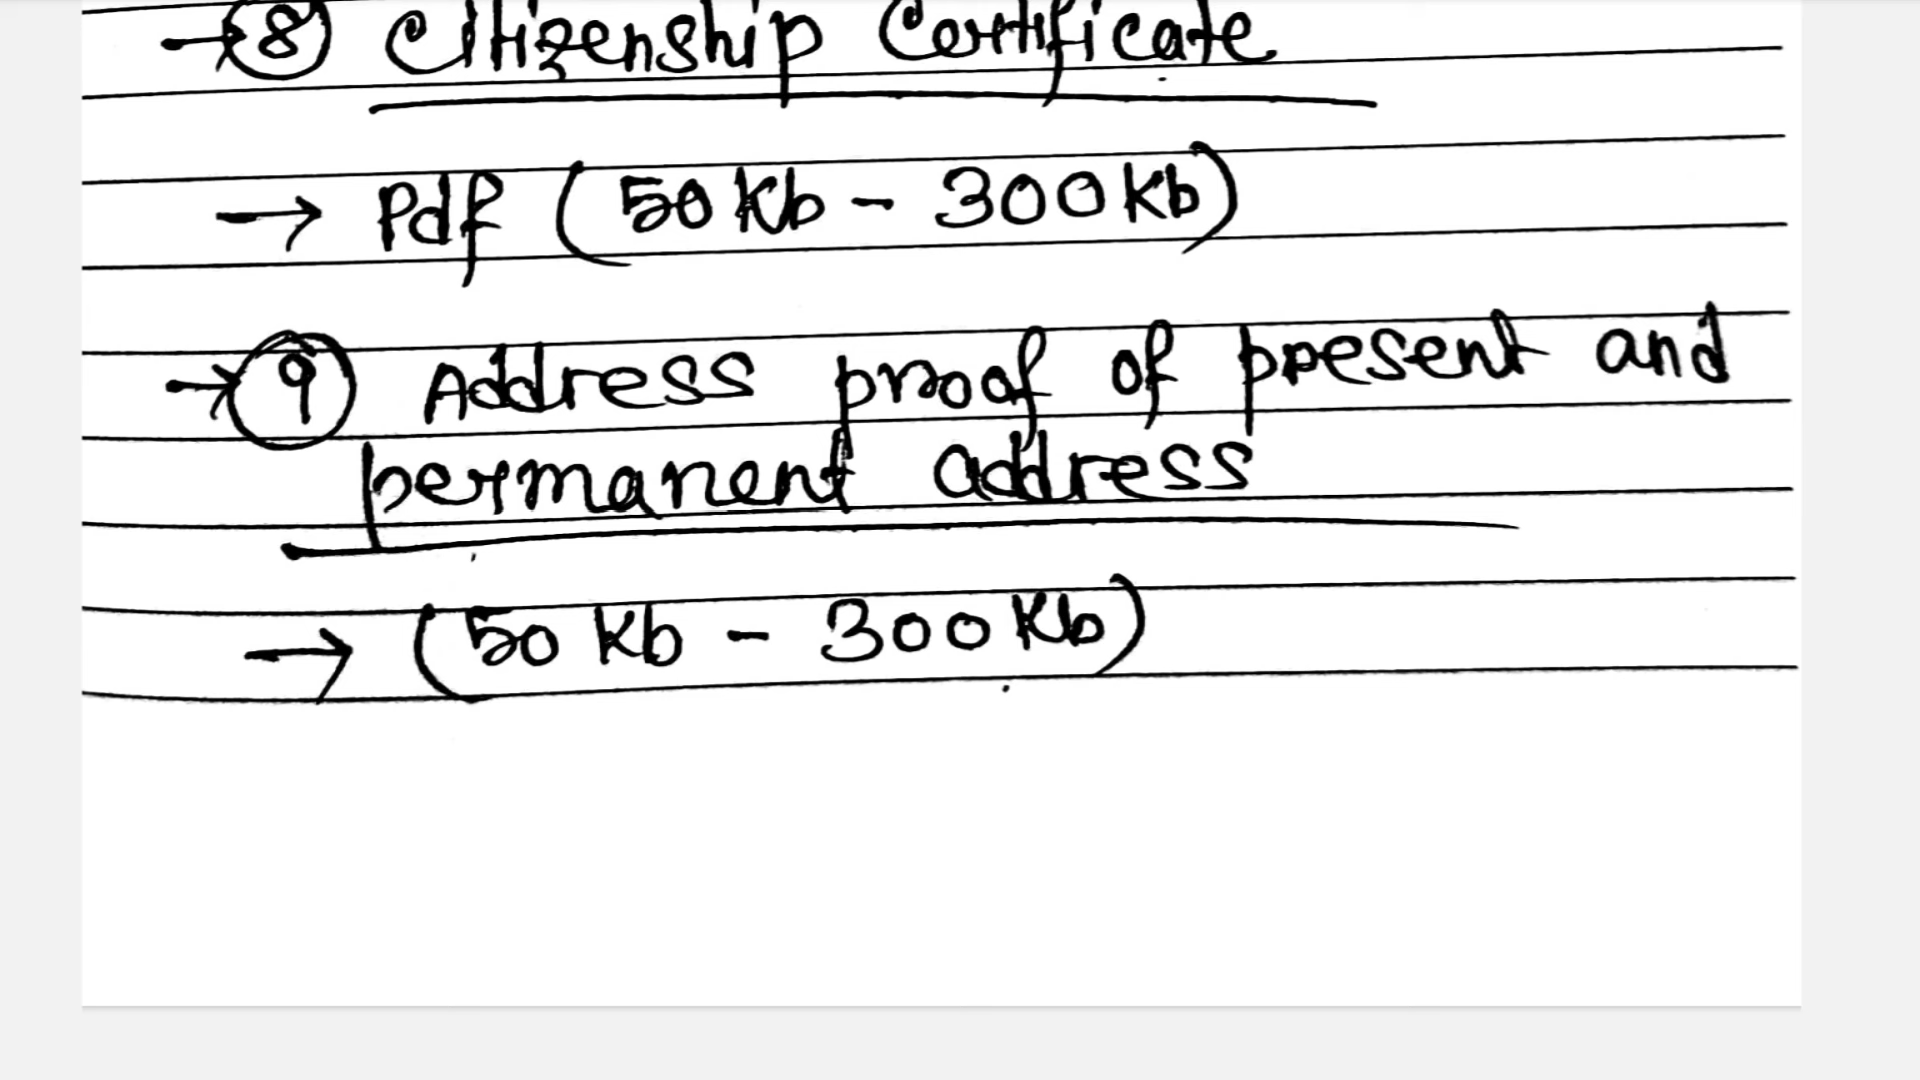 → ⑧ Citizenship Certificate
→ Pdf ( 50 Kb - 300 Kb)
→ ⑨ Address proof of present and
permanent address
→ (50 Kb - 300 Kb)